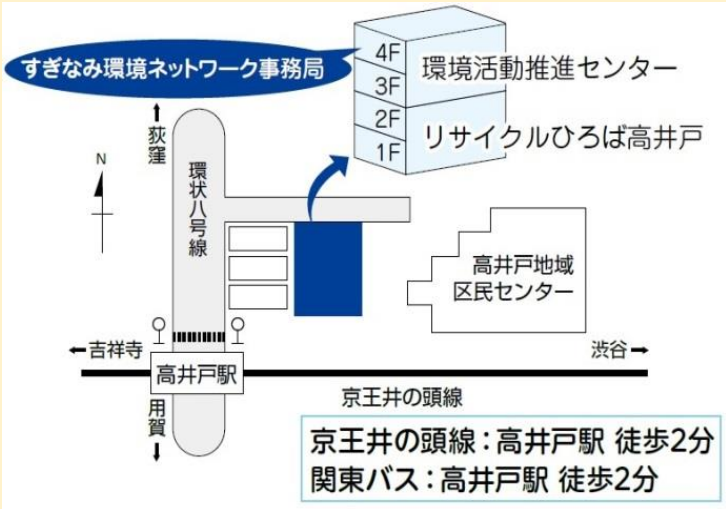 すぎなみ環境ネットワーク事務局
4F
3F
2F
1F
環境活動推進センター
リサイクルひろば高井戸
荻窪
N
環状八号線
高井戸地域
区民センター
←吉祥寺
渋谷→
高井戸駅
京王井の頭線
用賀
京王井の頭線：高井戸駅 徒歩2分
関東バス：高井戸駅 徒歩2分